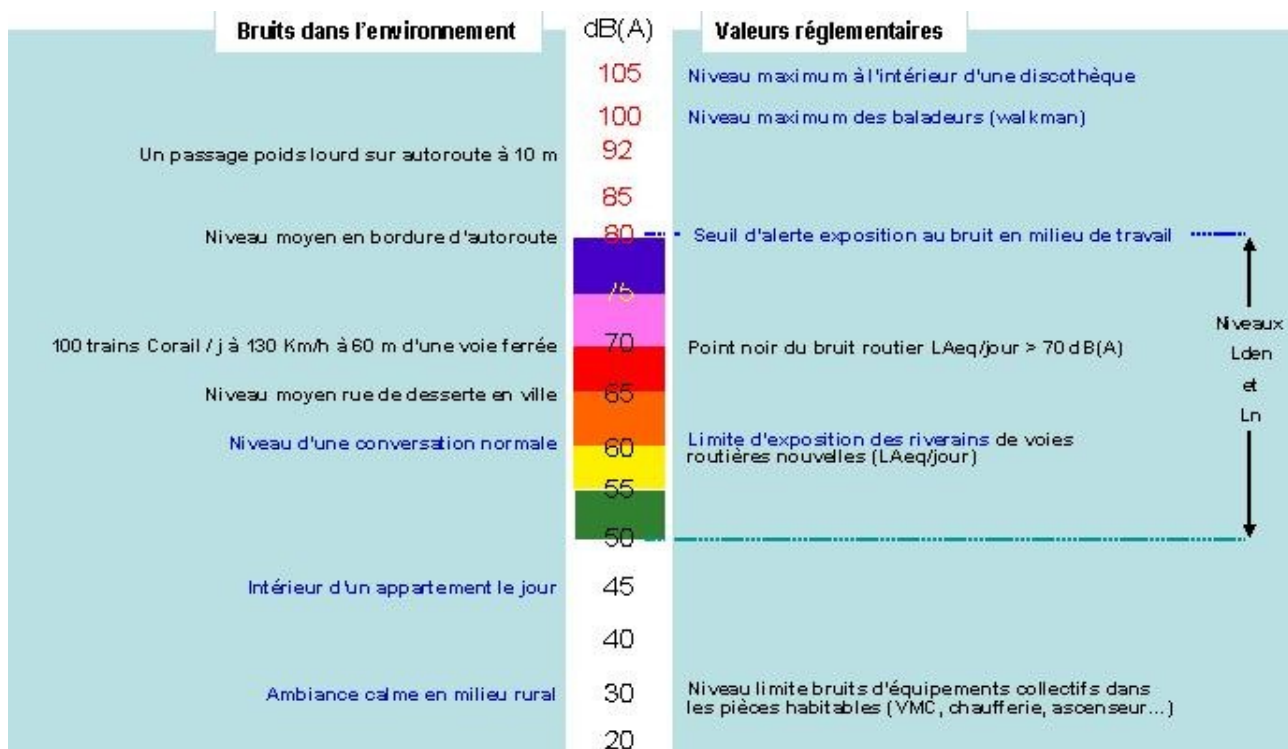 Bruits dans l'environnement dB(A) Valeurs réglementaires
105 Niveau maximum à l'intérieur d'une discothèque
100 Niveau maximum des baladeurs (walkman)
Un passage poids lourd sur autoroute à 10 m 92
85
Niveau moyen en bordure d'autoroute 80 Seuil d'alerte exposition au bruit en milieu de travail
75
Niveaux
100 trains Corail / j à 130 Km/h à 60 m d'une voie ferrée 70 Point noir du bruit routier LAeq/jour > 70 dB(A)
Lden
et
Niveau moyen rue de desserte en ville 65
Ln
Niveau d'une conversation normale 60 Limite d'exposition des riverains de voies
routières nouvelles (LAeq/jour)
55
50
Intérieur d'un appartement le jour 45
40
Ambiance calme en milieu rural 30 Niveau limite bruits d'équipements collectifs dans
les pièces habitables (VMC, chaufferie, ascenseur...)
20